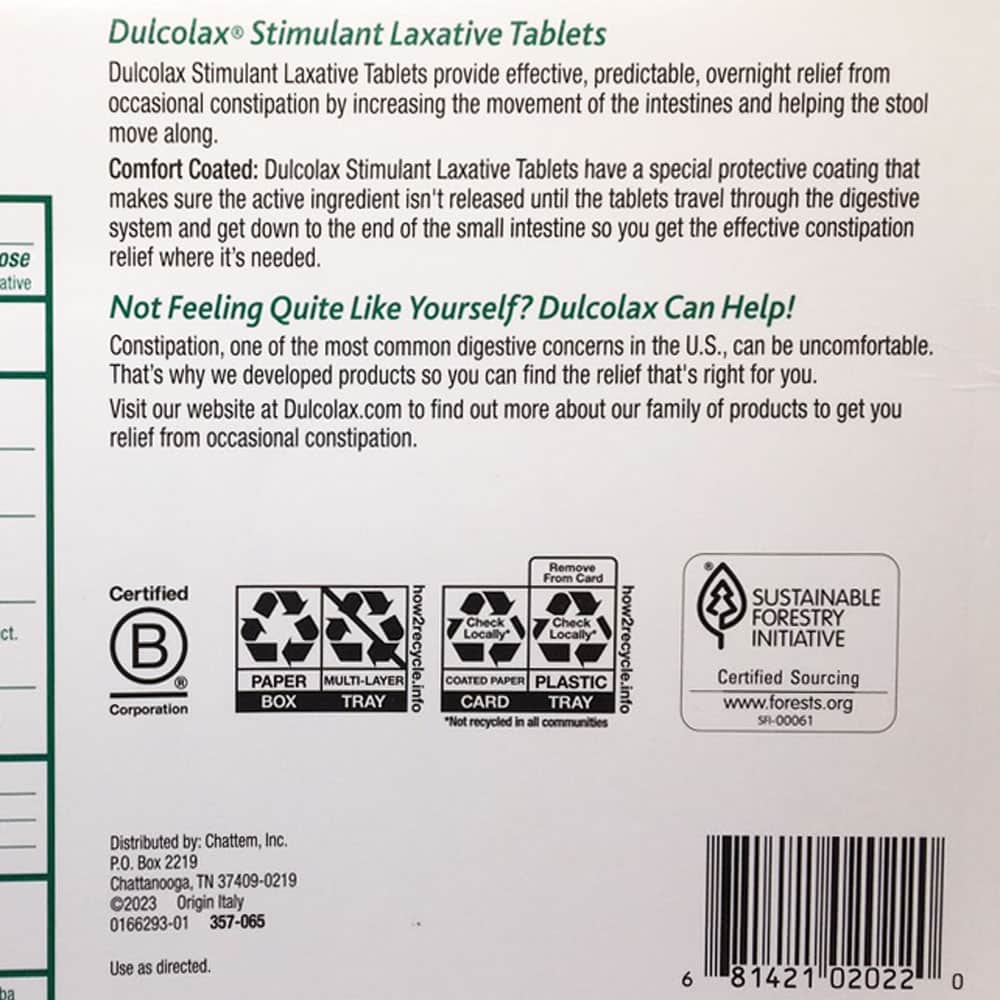 Dulcolax® Stimulant Laxative Tablets
Dulcolax Stimulant Laxative Tablets provide effective, predictable, overnight relief from
occasional constipation by increasing the movement of the intestines and helping the stool
move along.
Comfort Coated: Dulcolax Stimulant Laxative Tablets have a special protective coating that
makes sure the active ingredient isn't released until the tablets travel through the digestive
system and get down to the end of the small intestine so you get the effective constipation
relief where it's needed.
Not Feeling Quite Like Yourself? Dulcolax Can Help!
Constipation, one of the most common digestive concerns in the U.S., can be uncomfortable.
That's why we developed products so you can find the relief that's right for you.
Visit our website at Dulcolax.com to find out more about our family of products to get you
relief from occasional constipation.
ose
ative
ct.
ba
Certified
B
®
Corporation
PAPER
BOX
MULTI-LAYER
TRAY
how2recycle.info
Check
Locally*
COATED PAPER
CARD
Remove
From Card
Check
Locally*
PLASTIC
TRAY
how2recycle.info
*Not recycled in all communities
®
SUSTAINABLE
FORESTRY
INITIATIVE
Certified Sourcing
www.forests.org
SFI-00061
Distributed by: Chattem, Inc.
P.O. Box 2219
Chattanooga, TN 37409-0219
©2023 Origin Italy
0166293-01 357-065
Use as directed.
6 81421 02022 0